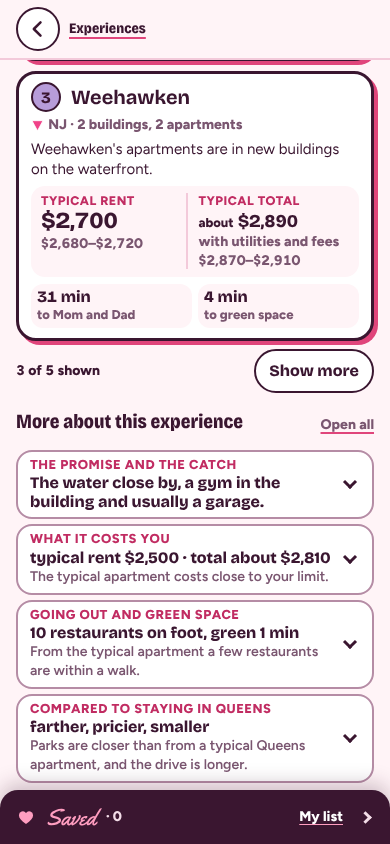 Experiences
3 Weehawken
▼ NJ · 2 buildings, 2 apartments
Weehawken's apartments are in new buildings
on the waterfront.
TYPICAL RENT
$2,700
$2,680–$2,720
TYPICAL TOTAL
about $2,890
with utilities and fees
$2,870–$2,910
31 min
to Mom and Dad
4 min
to green space
3 of 5 shown
Show more
More about this experience
Open all
THE PROMISE AND THE CATCH
The water close by, a gym in the
building and usually a garage.
WHAT IT COSTS YOU
typical rent $2,500 · total about $2,810
The typical apartment costs close to your limit.
GOING OUT AND GREEN SPACE
10 restaurants on foot, green 1 min
From the typical apartment a few restaurants
are within a walk.
COMPARED TO STAYING IN QUEENS
farther, pricier, smaller
Parks are closer than from a typical Queens
apartment, and the drive is longer.
Saved · 0
My list